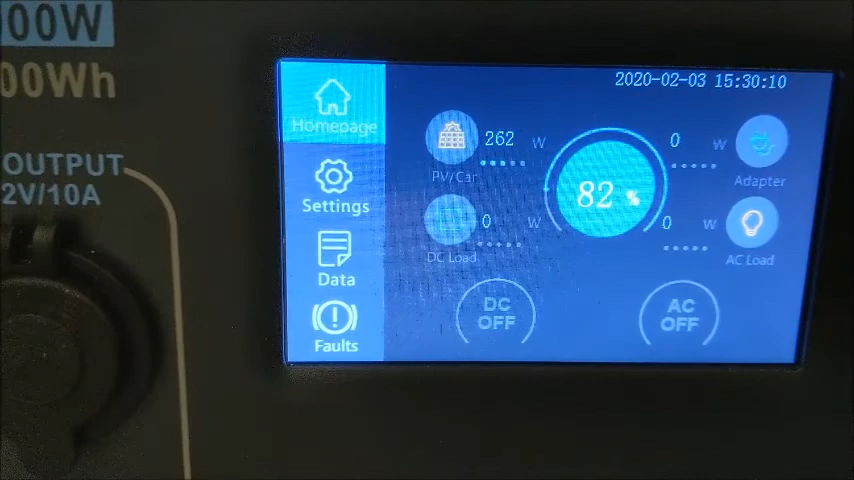 00W
00Wh
OUTPUT
2V/10A
2020-02-03 15:30:10
Homepage
Settings
Data
Faults
262 W
PV/Car
0 W
DC Load
82 %
0 W
Adapter
0 W
AC Load
DC
OFF
AC
OFF